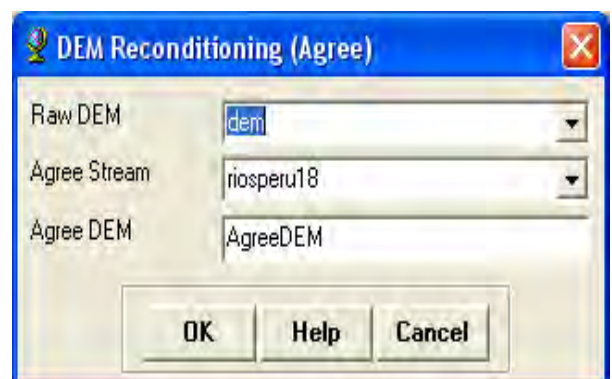 DEM Reconditioning (Agree)
Raw DEM dem
Agree Stream riosperu18
Agree DEM AgreeDEM
OK Help Cancel